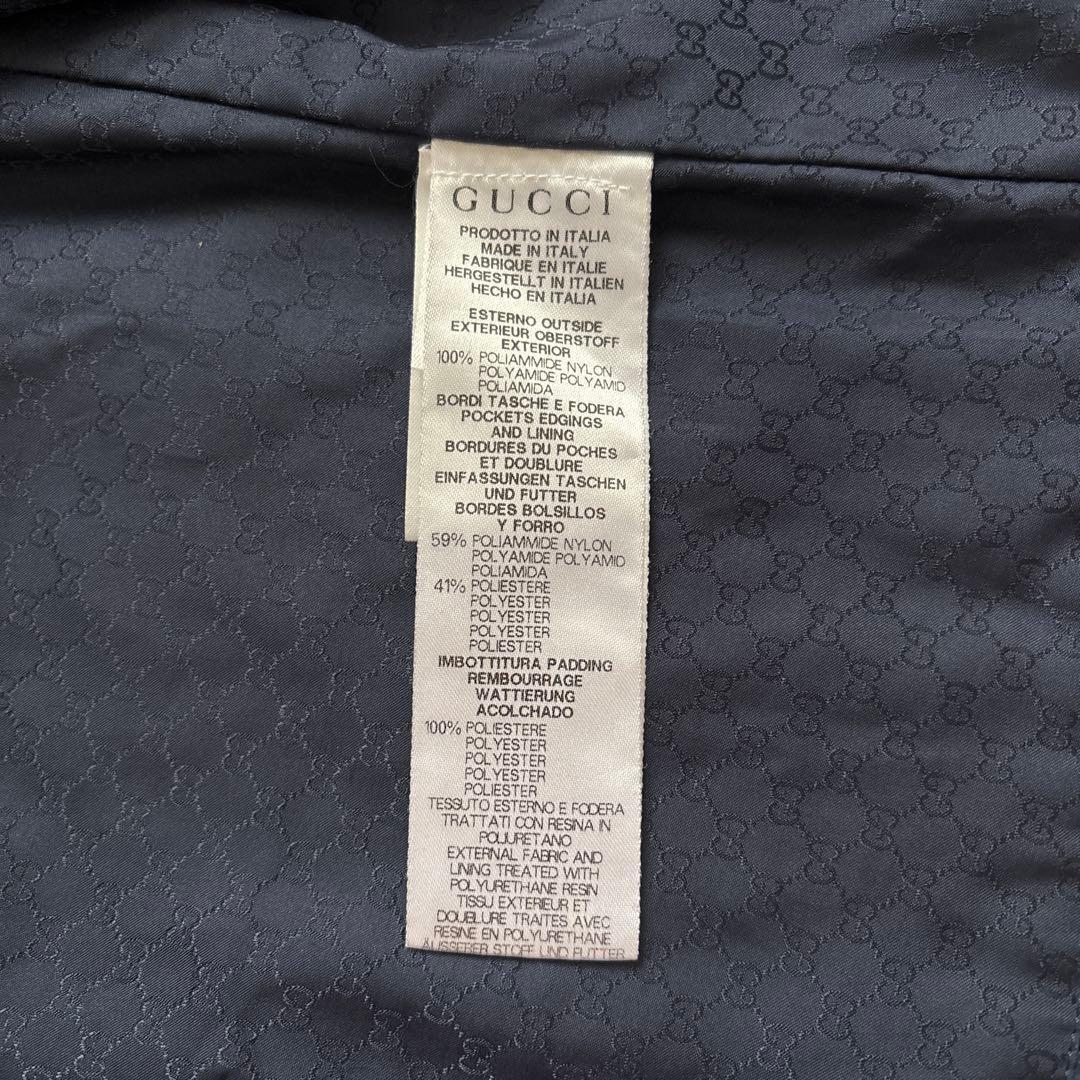 GUCCI
PRODOTTO IN ITALIA
MADE IN ITALY
FABRIQUE EN ITALIE
HERGESTELLT IN ITALIEN
HECHO EN ITALIA
ESTERNO OUTSIDE
EXTERIEUR OBERSTOFF
EXTERIOR
100% POLIAMMIDE NYLON
POLYAMIDE POLYAMID
POLIAMIDA
BORDI TASCHE E FODERA
POCKETS EDGINGS
AND LINING
BORDURES DU POCHES
ET DOUBLURE
EINFASSUNGEN TASCHEN
UND FUTTER
BORDES BOLSILLOS
Y FORRO
59% POLIAMMIDE NYLON
POLYAMIDE POLYAMID
POLIAMIDA
41% POLIESTERE
POLYESTER
POLYESTER
POLYESTER
POLIESTER
IMBOTTITURA PADDING
REMBOURRAGE
WATTIERUNG
ACOLCHADO
100% POLIESTERE
POLYESTER
POLYESTER
POLYESTER
POLIESTER
TESSUTO ESTERNO E FODERA
TRATTATI CON RESINA IN
POLIURETANO
EXTERNAL FABRIC AND
LINING TREATED WITH
POLYURETHANE RESIN
TISSU EXTERIEUR ET
DOUBLURE TRAITES AVEC
RESINE EN POLYURETHANE
ÄUSSERER STOFF UND FUTTER